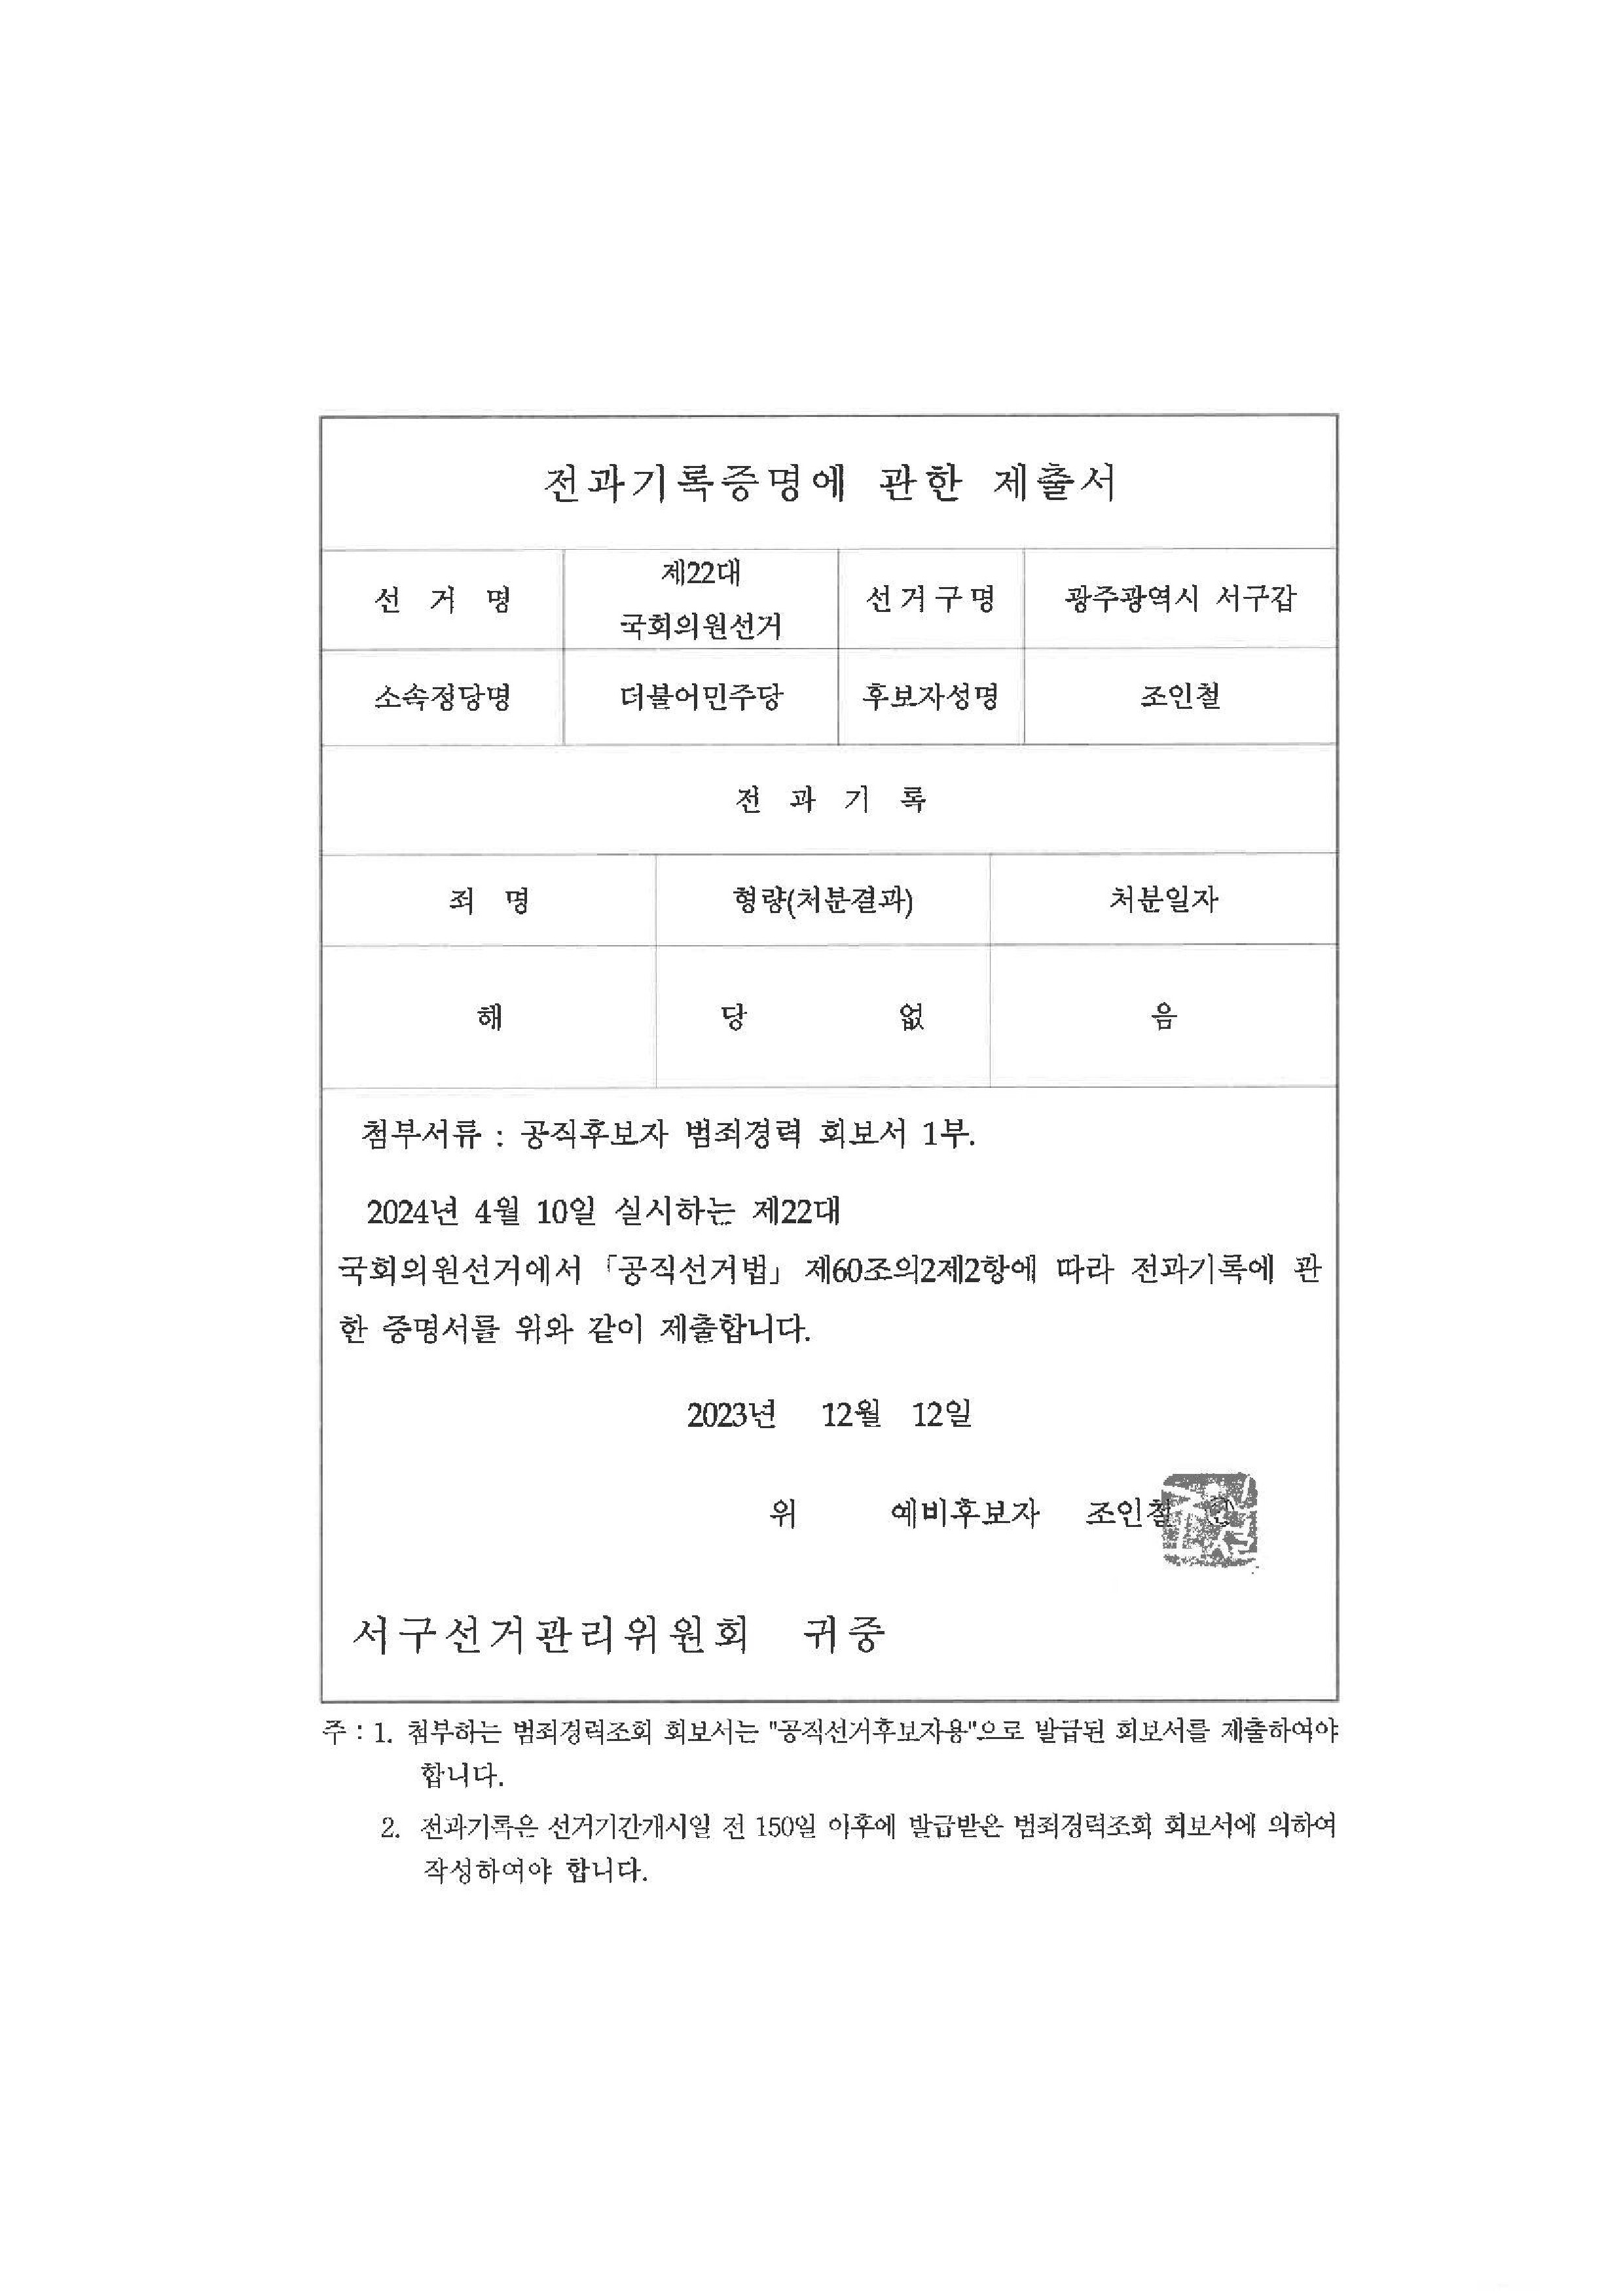 전과기록증명에 관한 제출서
선 거 명 제22대 국회의원선거 선거구명 광주광역시 서구갑
소속정당명 더불어민주당 후보자성명 조인철
전 과 기 록
죄 명 형량(처분결과) 처분일자
해 당 없 음
첨부서류 : 공직후보자 범죄경력 회보서 1부.
2024년 4월 10일 실시하는 제22대
국회의원선거에서 「공직선거법」 제60조의2제2항에 따라 전과기록에 관
한 증명서를 위와 같이 제출합니다.
2023년 12월 12일
위 예비후보자 조인철
서구선거관리위원회 귀중
주 : 1. 첨부하는 범죄경력조회 회보서는 "공직선거후보자용"으로 발급된 회보서를 제출하여야
합니다.
2. 전과기록은 선거기간개시일 전 150일 이후에 발급받은 범죄경력조회 회보서에 의하여
작성하여야 합니다.